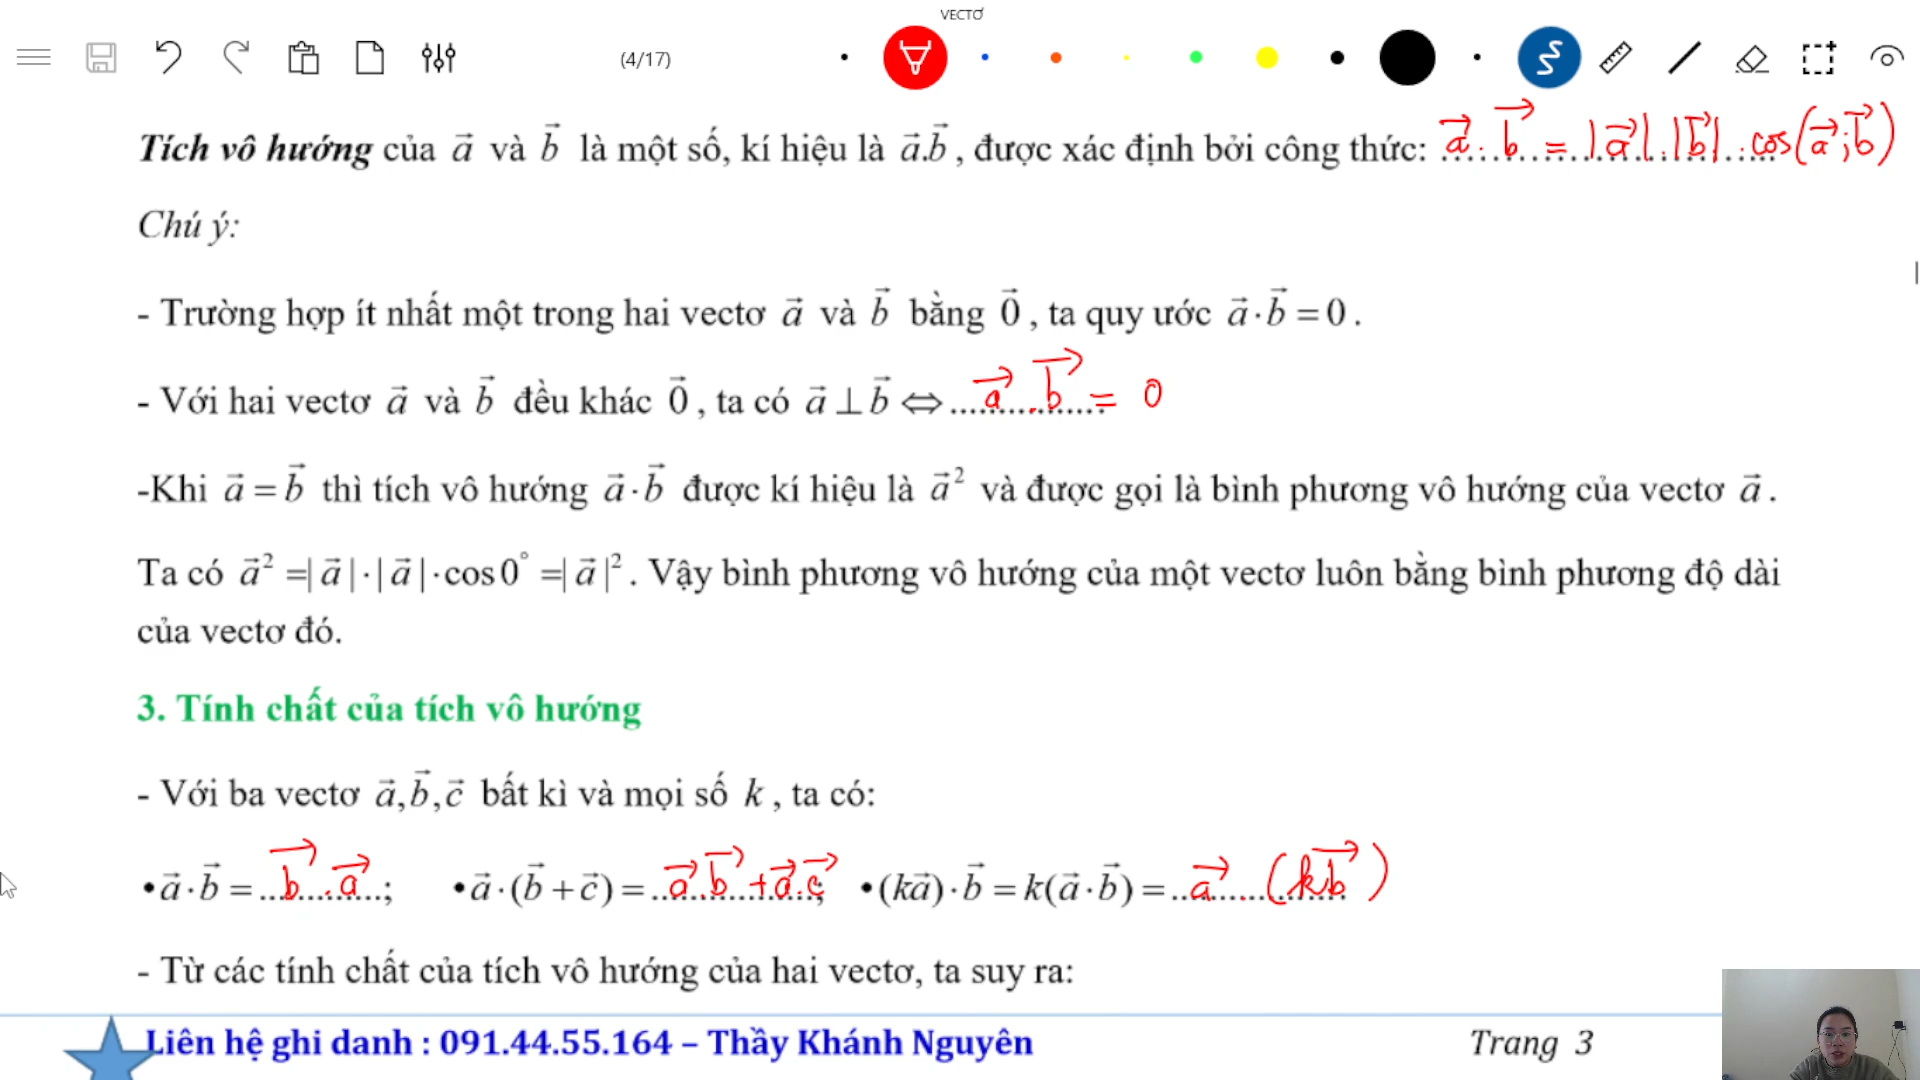 VECTƠ
(4/17)
Tích vô hướng của a⃗ và b⃗ là một số, kí hiệu là a⃗.b⃗, được xác định bởi công thức: a⃗ . b⃗ = |a⃗|.|b⃗|.cos(a⃗;b⃗)
Chú ý:
- Trường hợp ít nhất một trong hai vectơ a⃗ và b⃗ bằng 0⃗, ta quy ước a⃗·b⃗ = 0.
- Với hai vectơ a⃗ và b⃗ đều khác 0⃗, ta có a⃗ ⊥ b⃗ ⇔ a⃗ . b⃗ = 0
-Khi a⃗ = b⃗ thì tích vô hướng a⃗·b⃗ được kí hiệu là a⃗² và được gọi là bình phương vô hướng của vectơ a⃗.
Ta có a⃗² =| a⃗ |·| a⃗ |·cos0° =| a⃗ |². Vậy bình phương vô hướng của một vectơ luôn bằng bình phương độ dài
của vectơ đó.
3. Tính chất của tích vô hướng
- Với ba vectơ a⃗,b⃗,c⃗ bất kì và mọi số k, ta có:
•a⃗·b⃗ = b⃗ . a⃗; •a⃗·(b⃗ + c⃗) = a⃗.b⃗ + a⃗.c⃗; •(ka⃗)·b⃗ = k(a⃗·b⃗) = a⃗ . (kb⃗)
- Từ các tính chất của tích vô hướng của hai vectơ, ta suy ra:
Liên hệ ghi danh : 091.44.55.164 – Thầy Khánh Nguyên
Trang 3